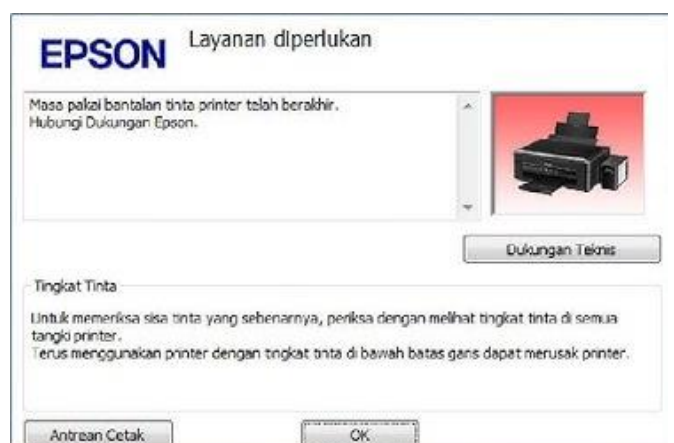 EPSON
Layanan diperlukan
Masa pakai bantalan tinta printer telah berakhir.
Hubungi Dukungan Epson.
Dukungan Teknis
Tingkat Tinta
Untuk memeriksa sisa tinta yang sebenarnya, periksa dengan melihat tingkat tinta di semua
tangki printer.
Terus menggunakan printer dengan tingkat tinta di bawah batas garis dapat merusak printer.
Antrean Cetak
OK